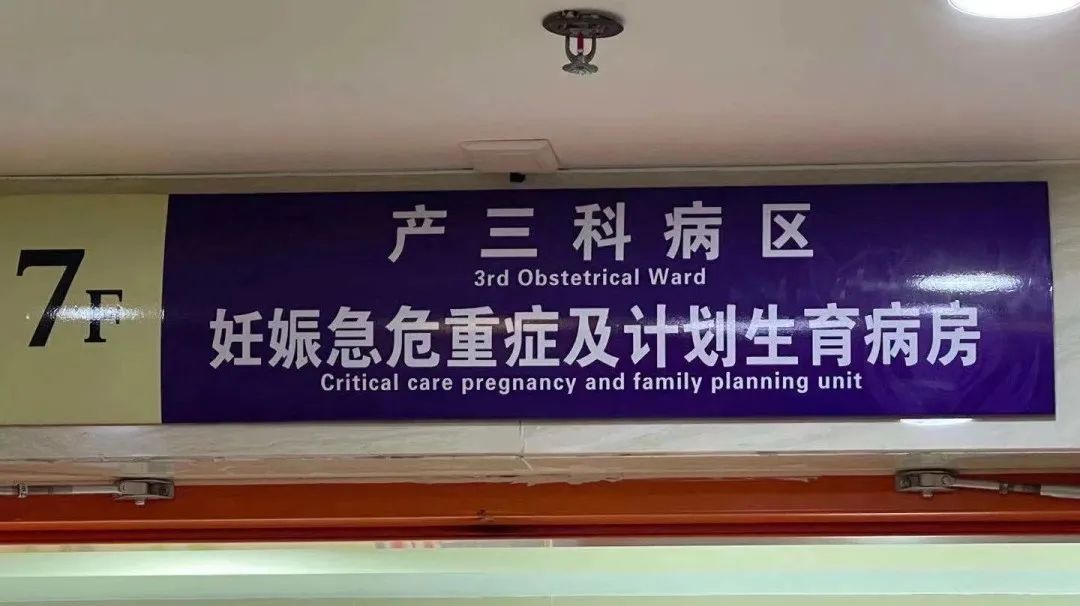 7F
产三科病区
3rd Obstetrical Ward
妊娠急危重症及计划生育病房
Critical care pregnancy and family planning unit